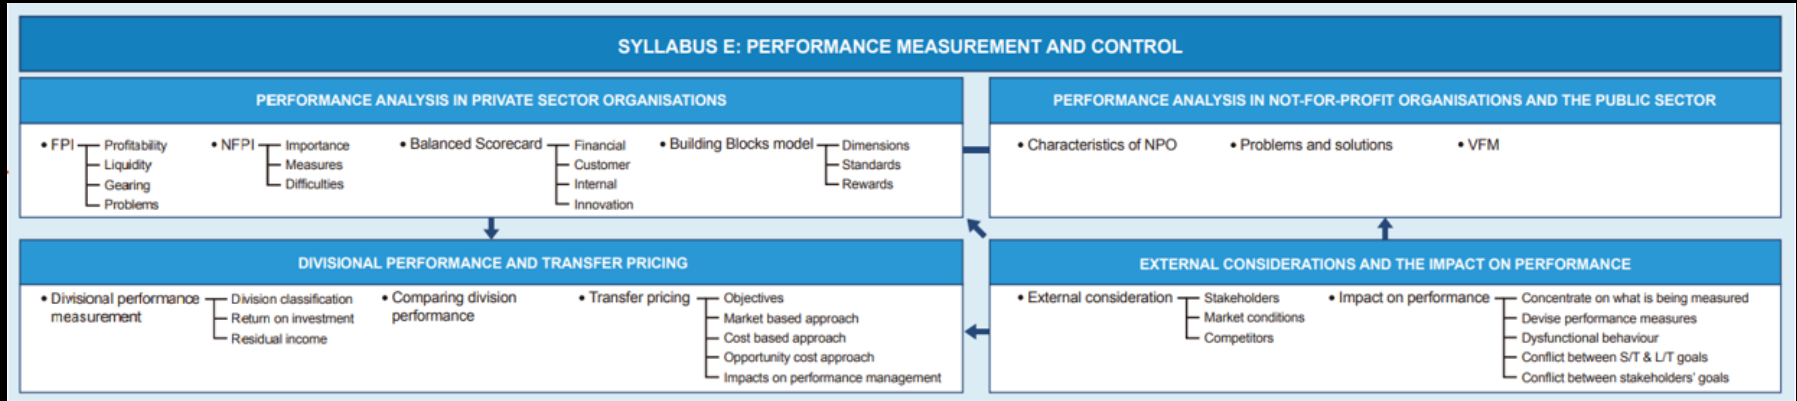 SYLLABUS E: PERFORMANCE MEASUREMENT AND CONTROL
PERFORMANCE ANALYSIS IN PRIVATE SECTOR ORGANISATIONS
• FPI
Profitability
Liquidity
Gearing
Problems
• NFPI
Importance
Measures
Difficulties
• Balanced Scorecard
Financial
Customer
Internal
Innovation
• Building Blocks model
Dimensions
Standards
Rewards
PERFORMANCE ANALYSIS IN NOT-FOR-PROFIT ORGANISATIONS AND THE PUBLIC SECTOR
• Characteristics of NPO
• Problems and solutions
• VFM
DIVISIONAL PERFORMANCE AND TRANSFER PRICING
• Divisional performance
measurement
Division classification
Return on investment
Residual income
• Comparing division
performance
• Transfer pricing
Objectives
Market based approach
Cost based approach
Opportunity cost approach
Impacts on performance management
EXTERNAL CONSIDERATIONS AND THE IMPACT ON PERFORMANCE
• External consideration
Stakeholders
Market conditions
Competitors
• Impact on performance
Concentrate on what is being measured
Devise performance measures
Dysfunctional behaviour
Conflict between S/T & L/T goals
Conflict between stakeholders' goals